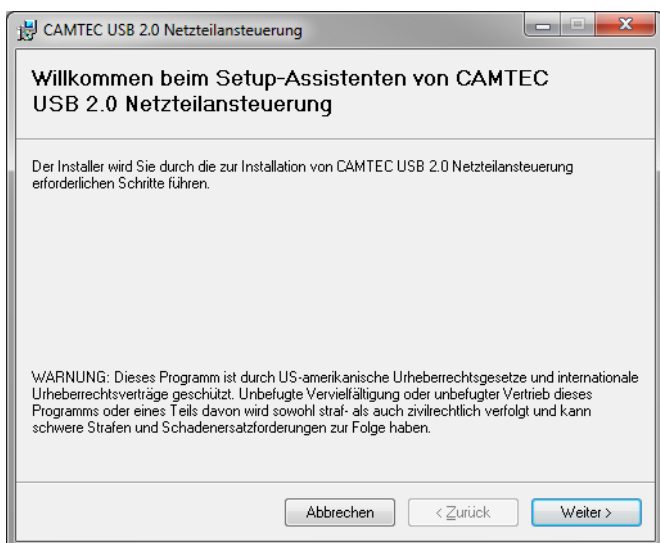 CAMTEC USB 2.0 Netzteilansteuerung
Willkommen beim Setup-Assistenten von CAMTEC
USB 2.0 Netzteilansteuerung
Der Installer wird Sie durch die zur Installation von CAMTEC USB 2.0 Netzteilansteuerung
erforderlichen Schritte führen.
WARNUNG: Dieses Programm ist durch US-amerikanische Urheberrechtsgesetze und internationale
Urheberrechtsverträge geschützt. Unbefugte Vervielfältigung oder unbefugter Vertrieb dieses
Programms oder eines Teils davon wird sowohl straf- als auch zivilrechtlich verfolgt und kann
schwere Strafen und Schadenersatzforderungen zur Folge haben.
Abbrechen < Zurück Weiter >